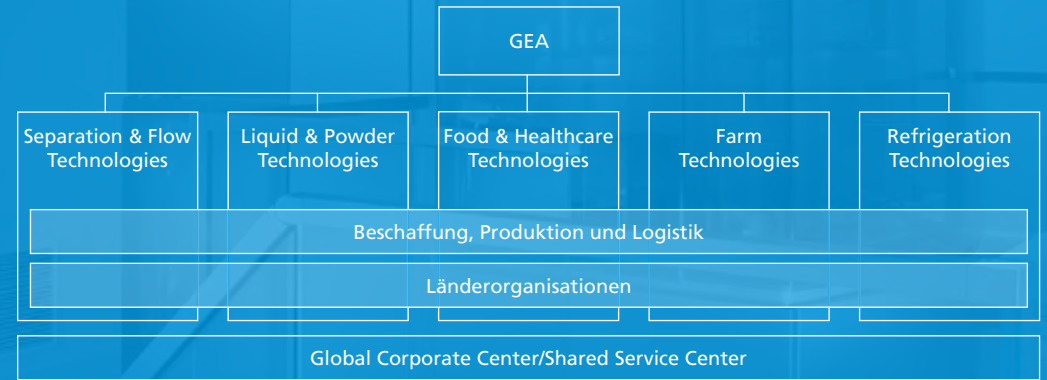 GEA
Separation & Flow
Technologies
Liquid & Powder
Technologies
Food & Healthcare
Technologies
Farm
Technologies
Refrigeration
Technologies
Beschaffung, Produktion und Logistik
Länderorganisationen
Global Corporate Center/Shared Service Center